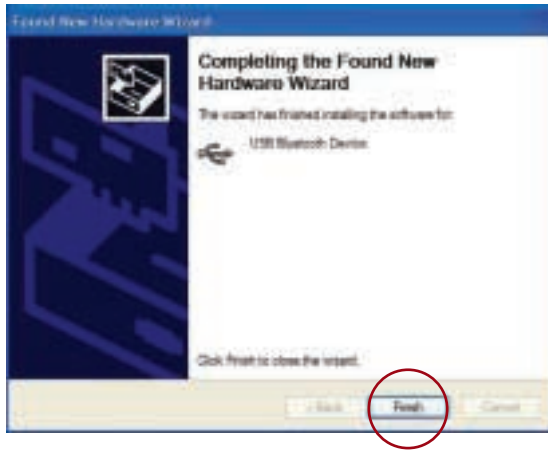 Found New Hardware Wizard
Completing the Found New
Hardware Wizard
The wizard has finished installing the software for:
USB Bluetooth Device
Click Finish to close the wizard.
< Back
Finish
Cancel